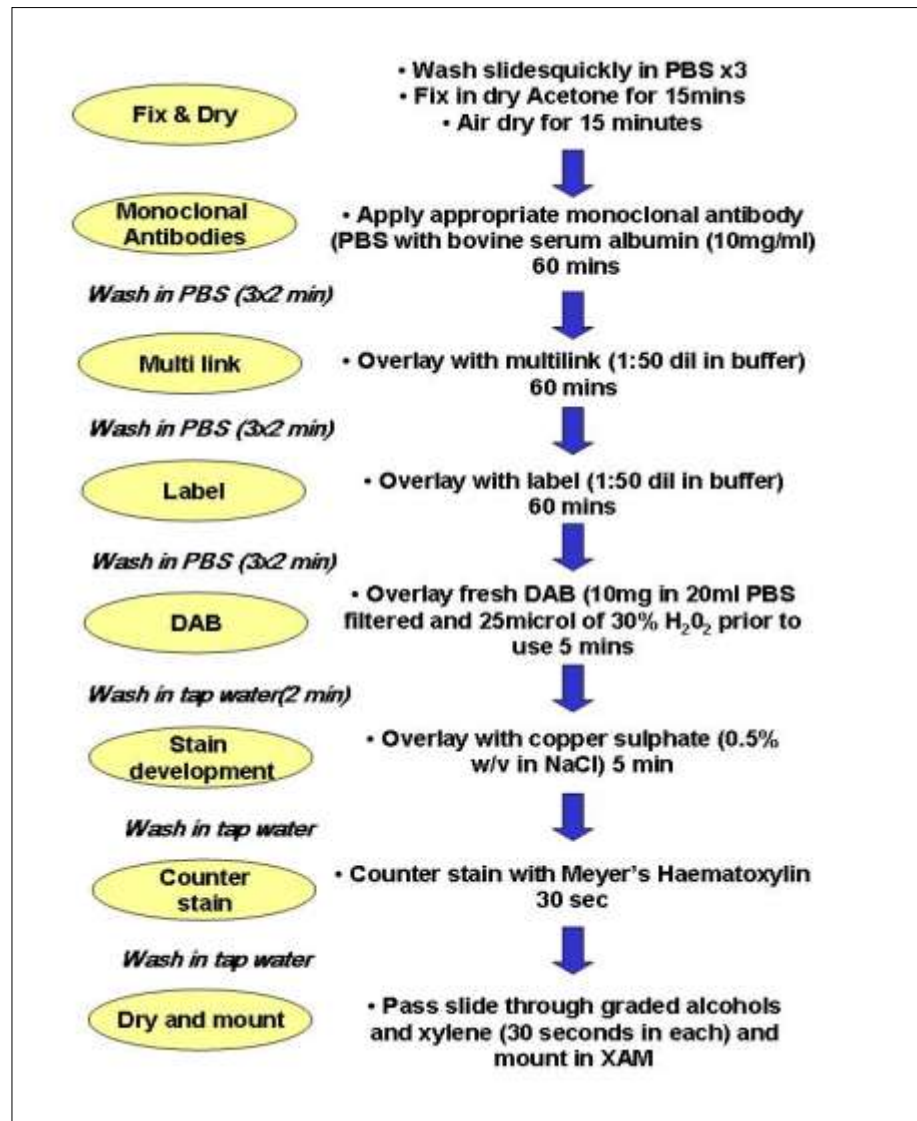 • Wash slidesquickly in PBS x3
• Fix in dry Acetone for 15mins
• Air dry for 15 minutes
Fix & Dry
Monoclonal
Antibodies
• Apply appropriate monoclonal antibody
(PBS with bovine serum albumin (10mg/ml)
60 mins
Wash in PBS (3x2 min)
Multi link
• Overlay with multilink (1:50 dil in buffer)
60 mins
Wash in PBS (3x2 min)
Label
• Overlay with label (1:50 dil in buffer)
60 mins
Wash in PBS (3x2 min)
DAB
• Overlay fresh DAB (10mg in 20ml PBS
filtered and 25microl of 30% H₂0₂ prior to
use 5 mins
Wash in tap water(2 min)
Stain
development
• Overlay with copper sulphate (0.5%
w/v in NaCl) 5 min
Wash in tap water
Counter
stain
• Counter stain with Meyer's Haematoxylin
30 sec
Wash in tap water
Dry and mount
• Pass slide through graded alcohols
and xylene (30 seconds in each) and
mount in XAM